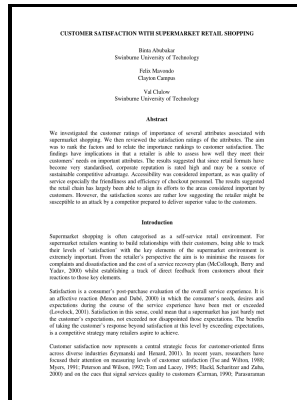 CUSTOMER SATISFACTION WITH SUPERMARKET RETAIL SHOPPING
Binta Abubakar
Swinburne University of Technology
Felix Mavondo
Clayton Campus
Val Clulow
Swinburne University of Technology
Abstract
We investigated the customer ratings of importance of several attributes associated with
supermarket shopping. We then reviewed the satisfaction ratings of the attributes. The aim
was to rank the factors and to relate the importance rankings to customer satisfaction. The
findings have implications in that a retailer is able to assess how well they meet their
customers' needs on important attributes. The results suggested that since retail formats have
become very standardised, corporate reputation is rated high and may be a source of
sustainable competitive advantage. Accessibility was considered important, as was quality of
service especially the friendliness and efficiency of checkout personnel. The results suggested
the retail chain has largely been able to align its efforts to the areas considered important by
customers. However, the satisfaction scores are rather low suggesting the retailer might be
susceptible to an attack by a competitor prepared to deliver superior value to the customers.
Introduction
Supermarket shopping is often categorised as a self-service retail environment. For
supermarket retailers wanting to build relationships with their customers, being able to track
their levels of 'satisfaction' with the key elements of the supermarket environment is
extremely important. From the retailer's perspective the aim is to minimise the reasons for
complaints and dissatisfaction and the cost of a service recovery plan (McCollough, Berry and
Yadav, 2000) whilst establishing a track of direct feedback from customers about their
reactions to those key elements.
Satisfaction is a consumer's post-purchase evaluation of the overall service experience. It is
an affective reaction (Menon and Dubé, 2000) in which the consumer's needs, desires and
expectations during the course of the service experience have been met or exceeded
(Lovelock, 2001). Satisfaction in this sense, could mean that a supermarket has just barely met
the customer's expectations, not exceeded nor disappointed those expectations. The benefits
of taking the customer's response beyond satisfaction at this level by exceeding expectations,
is a competitive strategy many retailers aspire to achieve.
Customer satisfaction now represents a central strategic focus for customer-oriented firms
across diverse industries (Szymanski and Henard, 2001). In recent years, researchers have
focused their attention on measuring levels of customer satisfaction (Tse and Wilton, 1988;
Myers, 1991; Peterson and Wilson, 1992; Tom and Lacey, 1995; Hackl, Scharitzer and Zuba,
2000) and on the cues that signal services quality to customers (Carman, 1990; Parasuraman